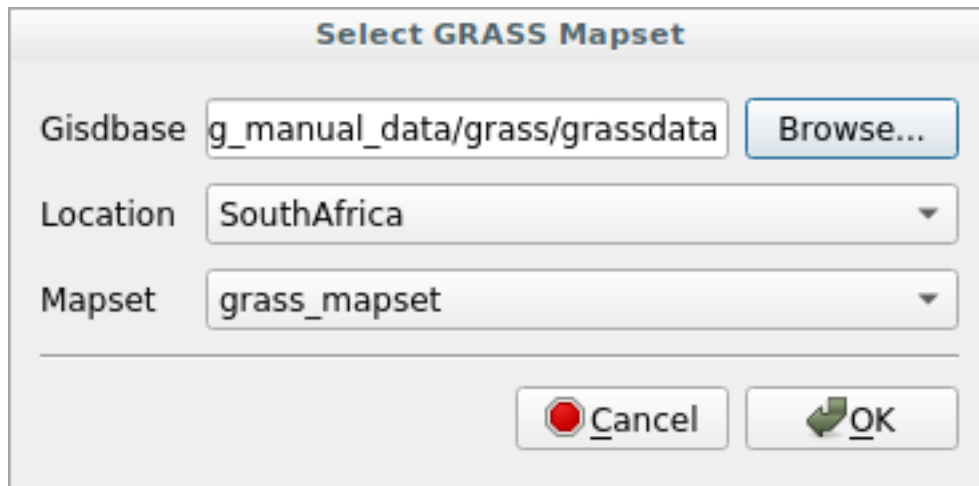 Select GRASS Mapset
Gisdbase g_manual_data/grass/grassdata Browse...
Location SouthAfrica
Mapset grass_mapset
Cancel OK